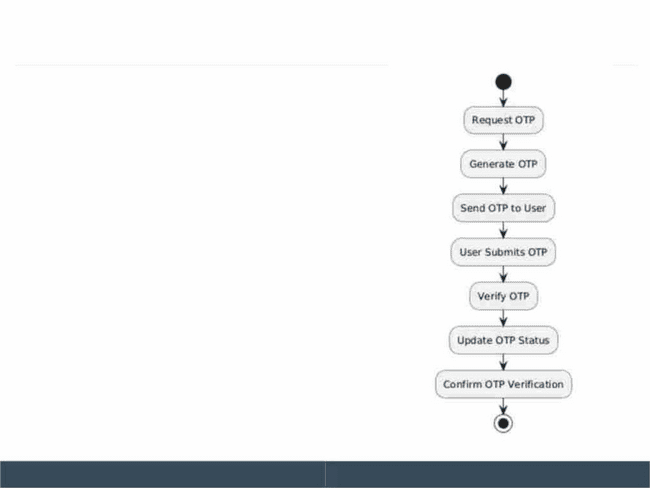 Request OTP
Generate OTP
Send OTP to User
User Submits OTP
Verify OTP
Update OTP Status
Confirm OTP Verification